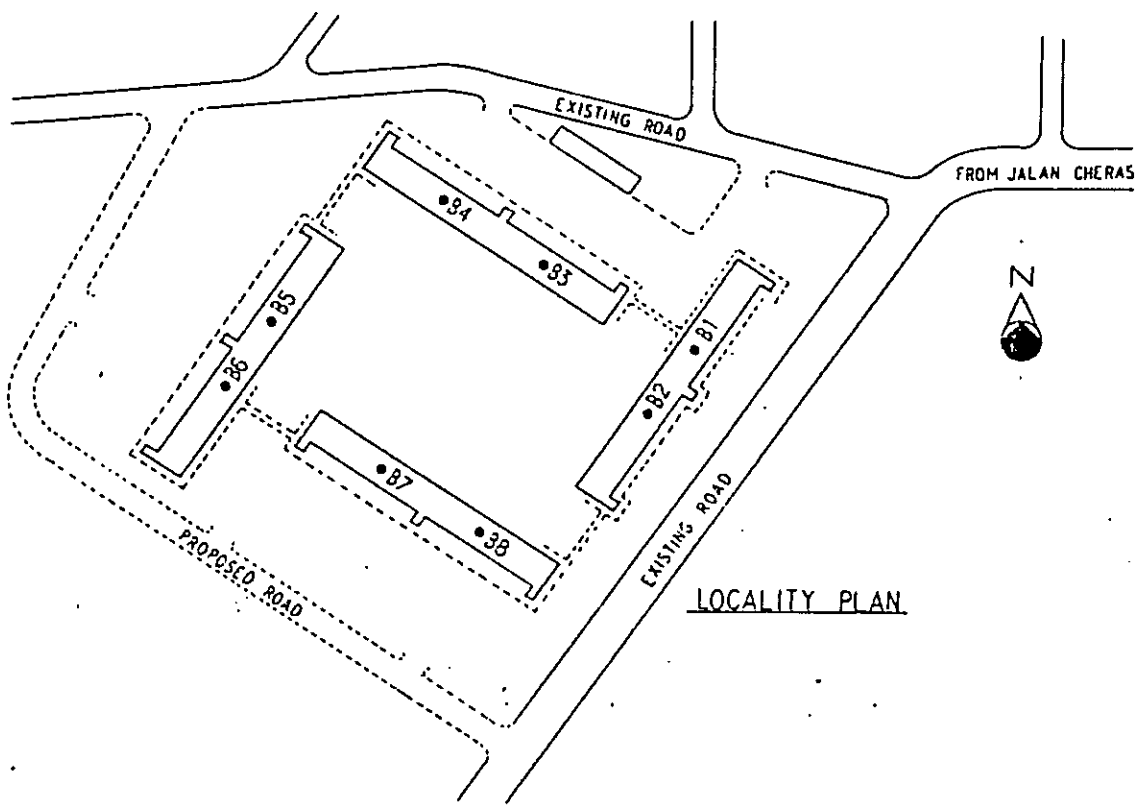 EXISTING ROAD
FROM JALAN CHERAS
B4
B3
N
B5
B1
B6
B2
B7
38
EXISTING ROAD
PROPOSED ROAD
LOCALITY PLAN